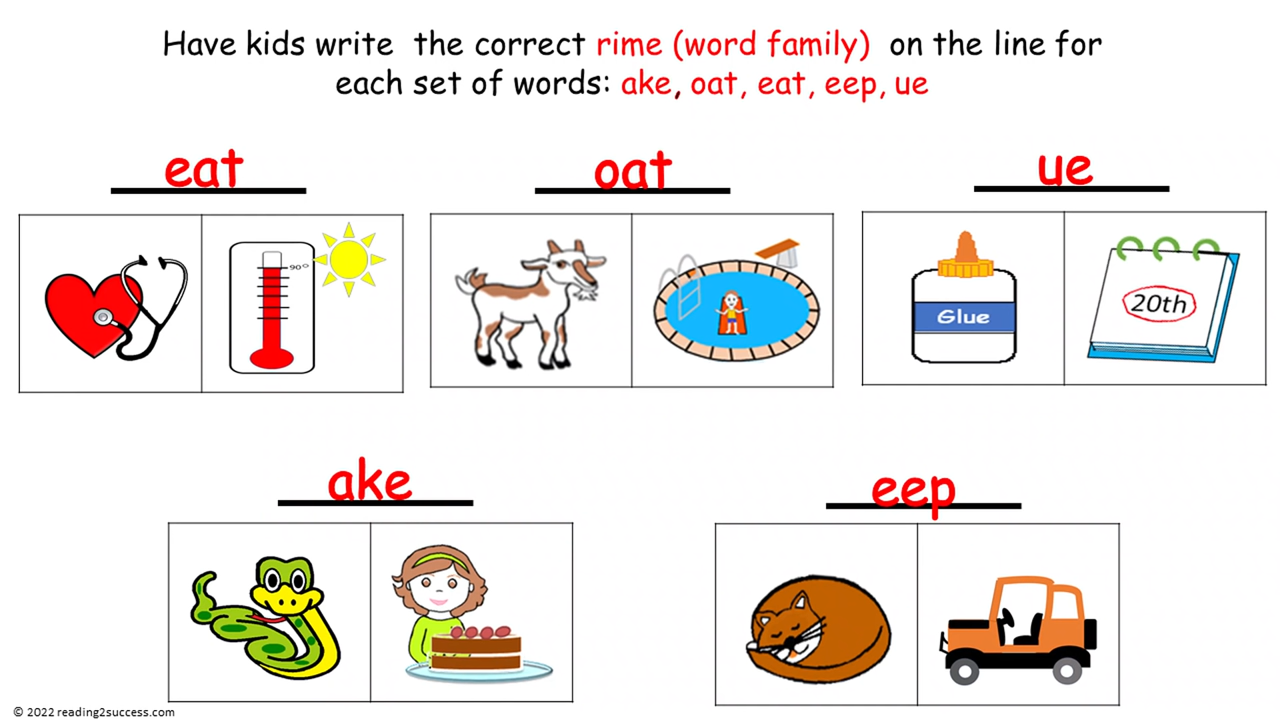 Have kids write the correct rime (word family) on the line for
each set of words: ake, oat, eat, eep, ue
eat
oat
ue
90°
Glue
20th
ake
eep
© 2022 reading2success.com